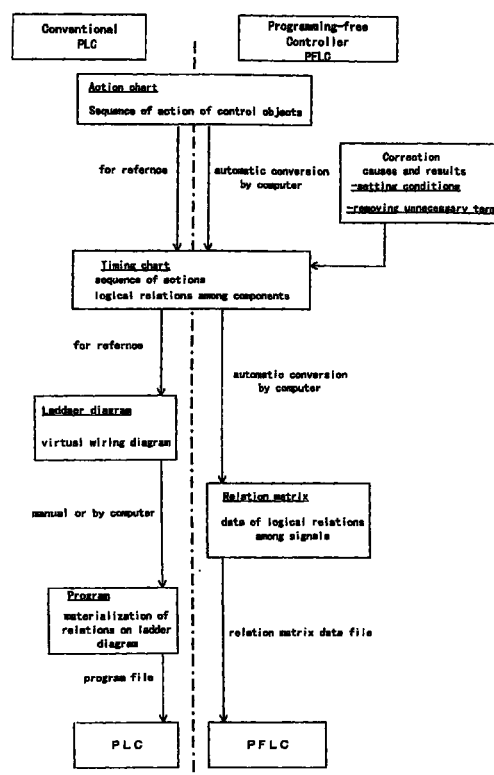 Conventional
PLC
Programming-free
Controller
PFLC
Action chart
Sequence of action of control objects
for refernce
automatic conversion
by computer
Correction
causes and results
-setting conditions
-removing unnecessary term
Timing chart
sequence of actions
logical relations among components
for refernce
automatic conversion
by computer
Laddaer diagram
virtual wiring diagram
manual or by computer
Relation matrix
data of logical relations
among signals
Program
materialization of
relations on ladder
diagram
relation matrix data file
program file
PLC
PFLC